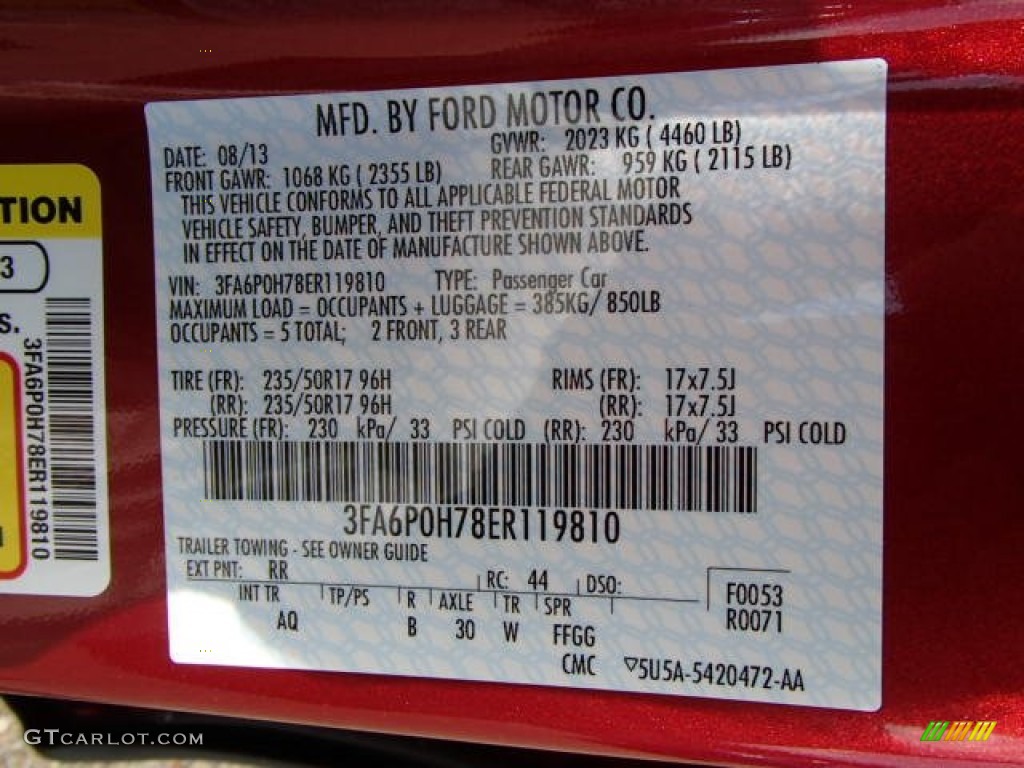 MFD. BY FORD MOTOR CO.
DATE: 08/13 GVWR: 2023 KG ( 4460 LB)
FRONT GAWR: 1068 KG ( 2355 LB) REAR GAWR: 959 KG ( 2115 LB)
THIS VEHICLE CONFORMS TO ALL APPLICABLE FEDERAL MOTOR
VEHICLE SAFETY, BUMPER, AND THEFT PREVENTION STANDARDS
IN EFFECT ON THE DATE OF MANUFACTURE SHOWN ABOVE.
VIN: 3FA6P0H78ER119810 TYPE: Passenger Car
MAXIMUM LOAD = OCCUPANTS + LUGGAGE = 385KG/ 850LB
OCCUPANTS = 5 TOTAL; 2 FRONT, 3 REAR
TIRE (FR): 235/50R17 96H RIMS (FR): 17x7.5J
(RR): 235/50R17 96H (RR): 17x7.5J
PRESSURE (FR): 230 kPa/ 33 PSI COLD (RR): 230 kPa/ 33 PSI COLD
3FA6P0H78ER119810
TRAILER TOWING - SEE OWNER GUIDE
EXT PNT: RR RC: 44 DSO:
INT TR TP/PS R AXLE TR SPR
AQ B 30 W FFGG
F0053
R0071
CMC ▽5U5A-5420472-AA
TION
3
S.
3FA6P0H78ER119810
GTCARLOT.COM